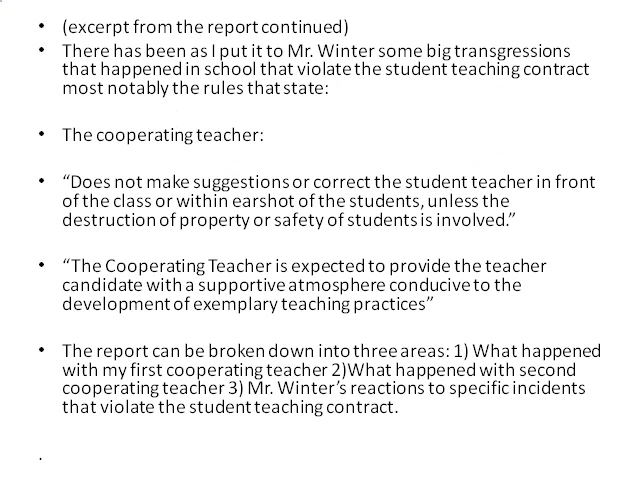 • (excerpt from the report continued)
• There has been as I put it to Mr. Winter some big transgressions
that happened in school that violate the student teaching contract
most notably the rules that state:
• The cooperating teacher:
• “Does not make suggestions or correct the student teacher in front
of the class or within earshot of the students, unless the
destruction of property or safety of students is involved.”
• “The Cooperating Teacher is expected to provide the teacher
candidate with a supportive atmosphere conducive to the
development of exemplary teaching practices”
• The report can be broken down into three areas: 1) What happened
with my first cooperating teacher 2)What happened with second
cooperating teacher 3) Mr. Winter’s reactions to specific incidents
that violate the student teaching contract.
.